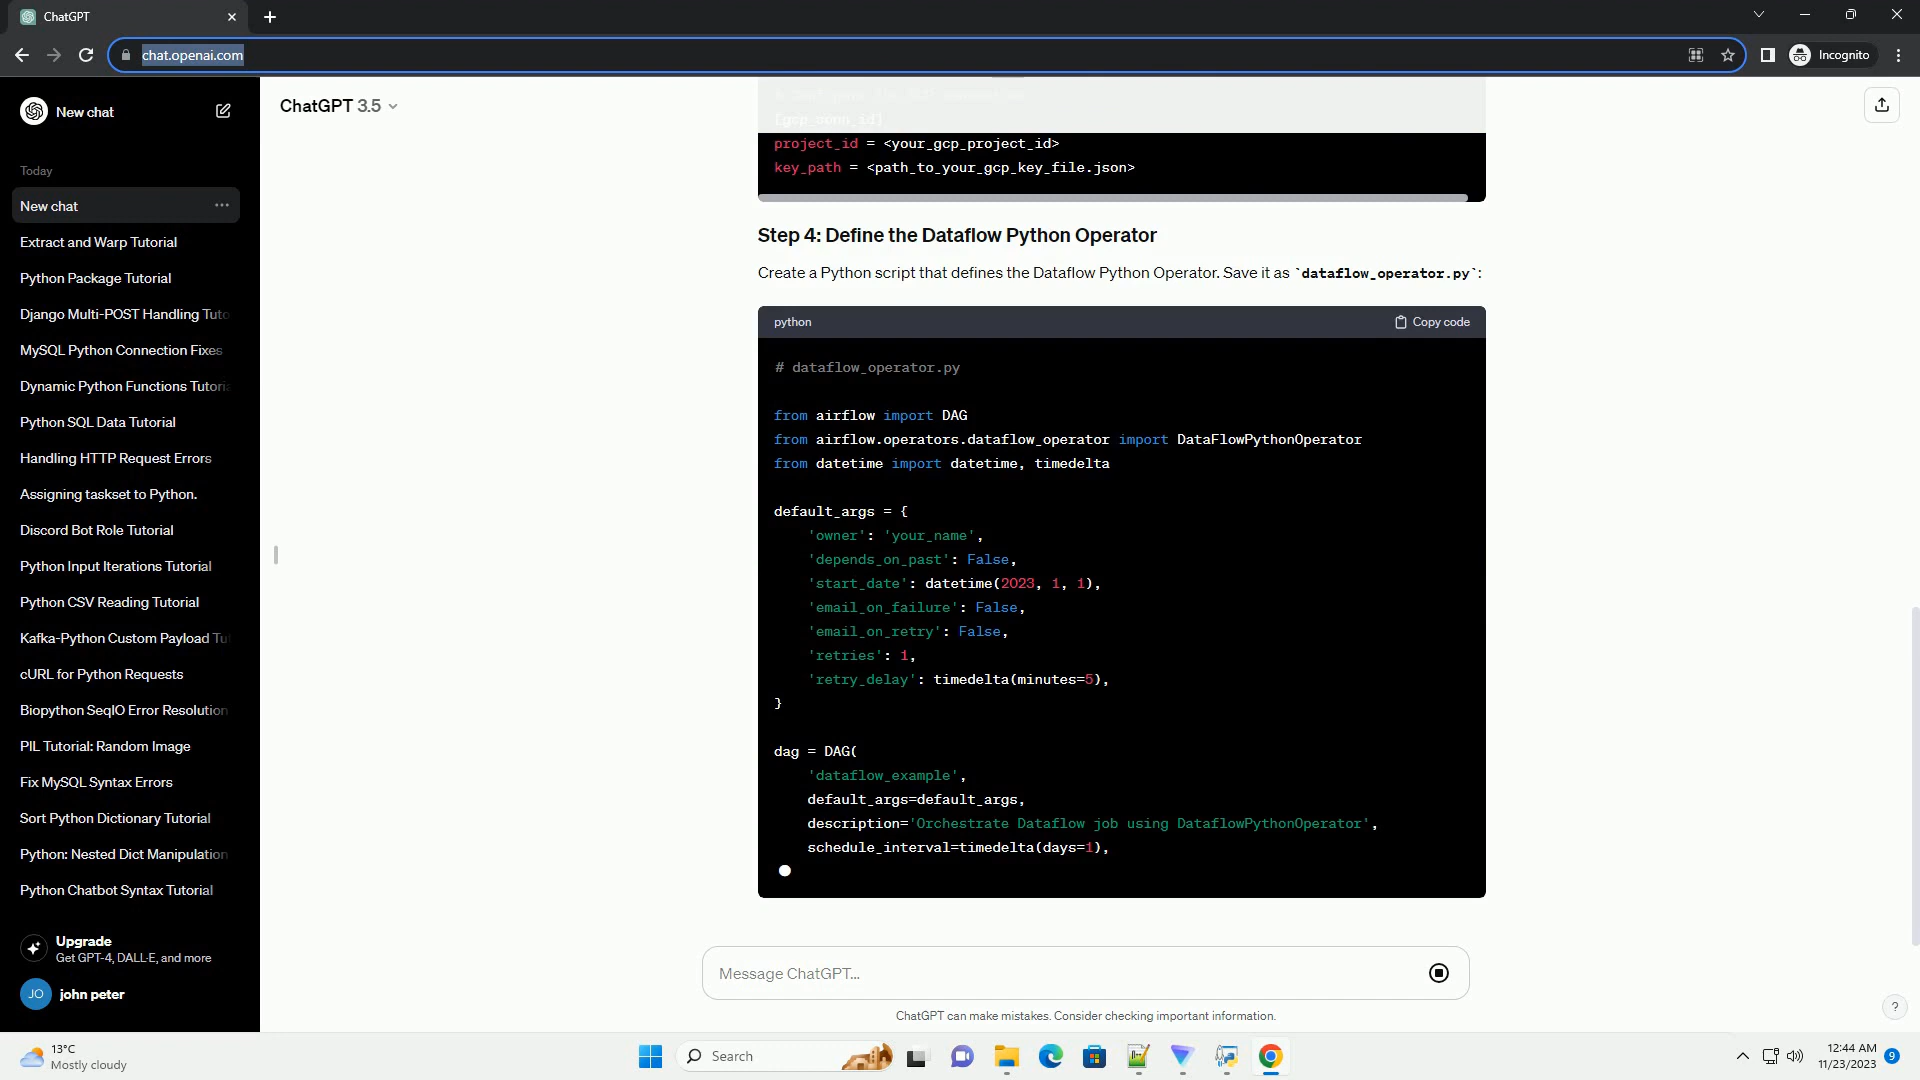 ChatGPT
chat.openai.com
Incognito
New chat
Today
New chat
Extract and Warp Tutorial
Python Package Tutorial
Django Multi-POST Handling Tuto
MySQL Python Connection Fixes
Dynamic Python Functions Tutoria
Python SQL Data Tutorial
Handling HTTP Request Errors
Assigning taskset to Python.
Discord Bot Role Tutorial
Python Input Iterations Tutorial
Python CSV Reading Tutorial
Kafka-Python Custom Payload Tu
cURL for Python Requests
Biopython SeqIO Error Resolution
PIL Tutorial: Random Image
Fix MySQL Syntax Errors
Sort Python Dictionary Tutorial
Python: Nested Dict Manipulation
Python Chatbot Syntax Tutorial
Upgrade
Get GPT-4, DALL·E, and more
JO
john peter
ChatGPT 3.5
[gcp_conn_id]
project_id = <your_gcp_project_id>
key_path = <path_to_your_gcp_key_file.json>
Step 4: Define the Dataflow Python Operator
Create a Python script that defines the Dataflow Python Operator. Save it as `dataflow_operator.py`:
python
Copy code
# dataflow_operator.py
from airflow import DAG
from airflow.operators.dataflow_operator import DataFlowPythonOperator
from datetime import datetime, timedelta
default_args = {
'owner': 'your_name',
'depends_on_past': False,
'start_date': datetime(2023, 1, 1),
'email_on_failure': False,
'email_on_retry': False,
'retries': 1,
'retry_delay': timedelta(minutes=5),
}
dag = DAG(
'dataflow_example',
default_args=default_args,
description='Orchestrate Dataflow job using DataflowPythonOperator',
schedule_interval=timedelta(days=1),
Message ChatGPT...
ChatGPT can make mistakes. Consider checking important information.
?
13°C
Mostly cloudy
Search
12:44 AM
11/23/2023
9